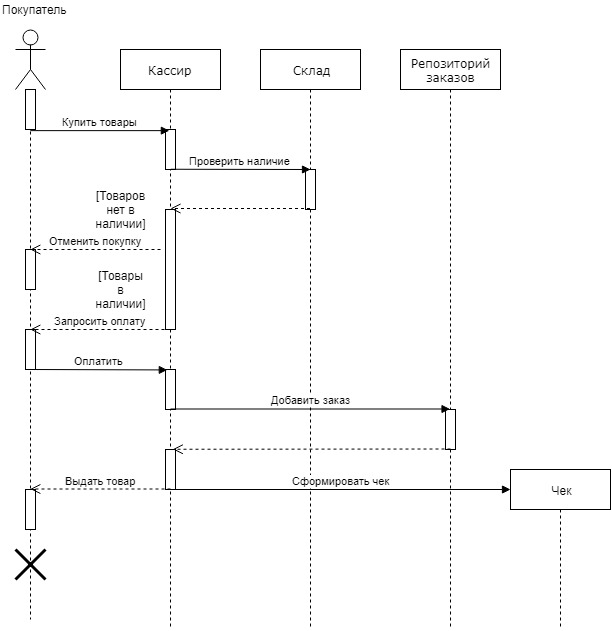 Покупатель
Кассир
Склад
Репозиторий
заказов
Купить товары
Проверить наличие
[Товаров
нет в
наличии]
Отменить покупку
[Товары
в
наличии]
Запросить оплату
Оплатить
Добавить заказ
Выдать товар
Сформировать чек
Чек